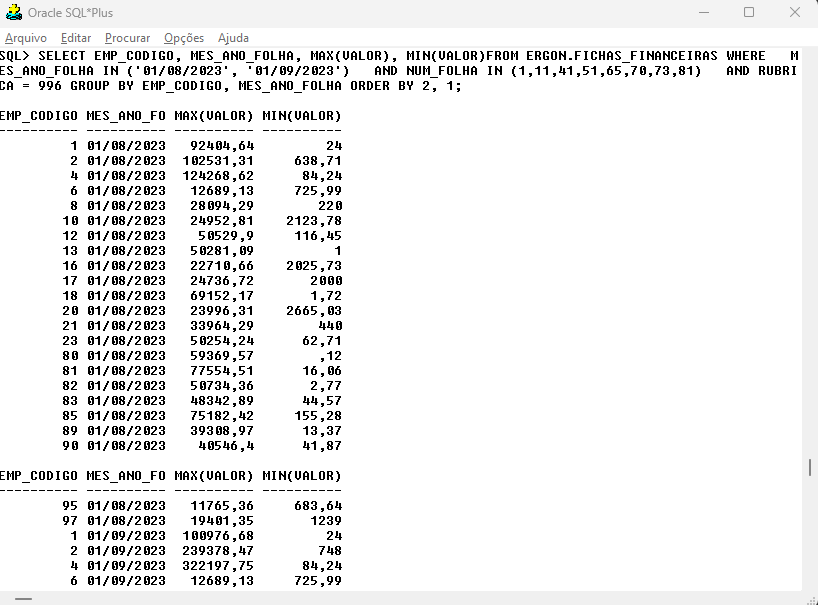 Oracle SQL*Plus
Arquivo Editar Procurar Opções Ajuda
SQL> SELECT EMP_CODIGO, MES_ANO_FOLHA, MAX(VALOR), MIN(VALOR)FROM ERGON.FICHAS_FINANCEIRAS WHERE   M
ES_ANO_FOLHA IN ('01/08/2023', '01/09/2023')   AND NUM_FOLHA IN (1,11,41,51,65,70,73,81)   AND RUBRI
CA = 996 GROUP BY EMP_CODIGO, MES_ANO_FOLHA ORDER BY 2, 1;
EMP_CODIGO MES_ANO_FO MAX(VALOR) MIN(VALOR)
---------- ---------- ---------- ----------
1 01/08/2023 92404,64 24
2 01/08/2023 102531,31 638,71
4 01/08/2023 124268,62 84,24
6 01/08/2023 12689,13 725,99
8 01/08/2023 28094,29 220
10 01/08/2023 24952,81 2123,78
12 01/08/2023 50529,9 116,45
13 01/08/2023 50281,09 1
16 01/08/2023 22710,66 2025,73
17 01/08/2023 24736,72 2000
18 01/08/2023 69152,17 1,72
20 01/08/2023 23996,31 2665,03
21 01/08/2023 33964,29 440
23 01/08/2023 50254,24 62,71
80 01/08/2023 59369,57 ,12
81 01/08/2023 77554,51 16,06
82 01/08/2023 50734,36 2,77
83 01/08/2023 48342,89 44,57
85 01/08/2023 75182,42 155,28
89 01/08/2023 39308,97 13,37
90 01/08/2023 40546,4 41,87
EMP_CODIGO MES_ANO_FO MAX(VALOR) MIN(VALOR)
---------- ---------- ---------- ----------
95 01/08/2023 11765,36 683,64
97 01/08/2023 19401,35 1239
1 01/09/2023 100976,68 24
2 01/09/2023 239378,47 748
4 01/09/2023 322197,75 84,24
6 01/09/2023 12689,13 725,99